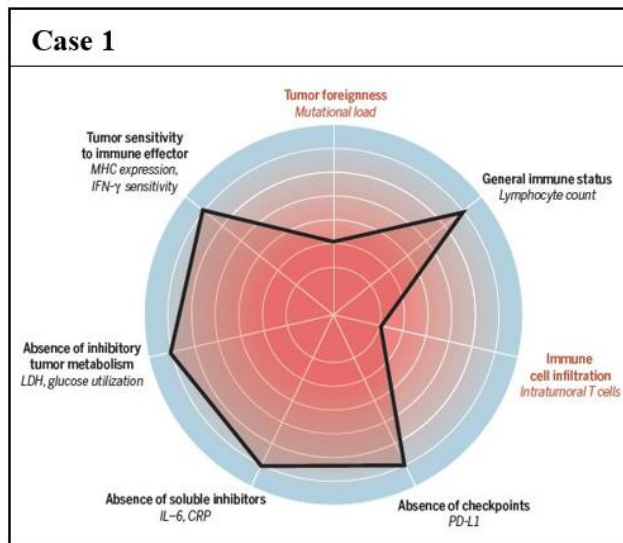 Case 1
Tumor foreignness
Mutational load
Tumor sensitivity
to immune effector
MHC expression,
IFN-γ sensitivity
General immune status
Lymphocyte count
Absence of inhibitory
tumor metabolism
LDH, glucose utilization
Immune
cell infiltration
Intratumoral T cells
Absence of soluble inhibitors
IL–6, CRP
Absence of checkpoints
PD-L1